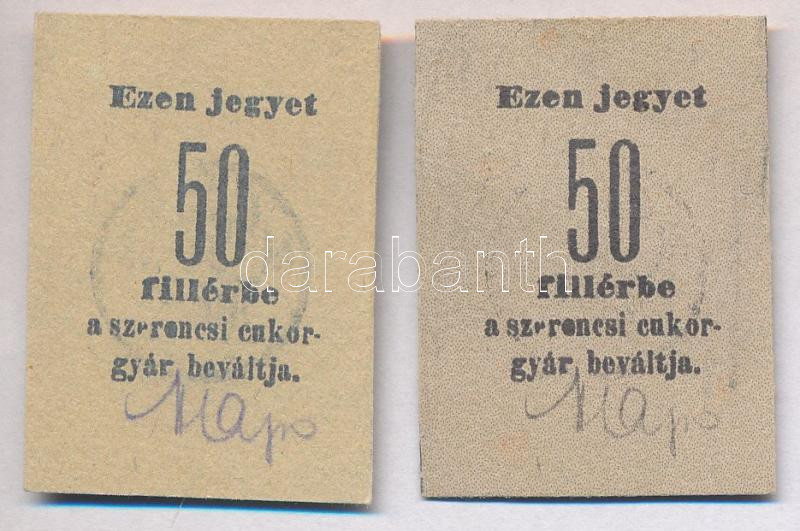 Ezen jegyet
50
fillérbe
a szerencsi cukor-
gyár beváltja.
Ezen jegyet
50
fillérbe
a szerencsi cukor-
gyár beváltja.
darabanth